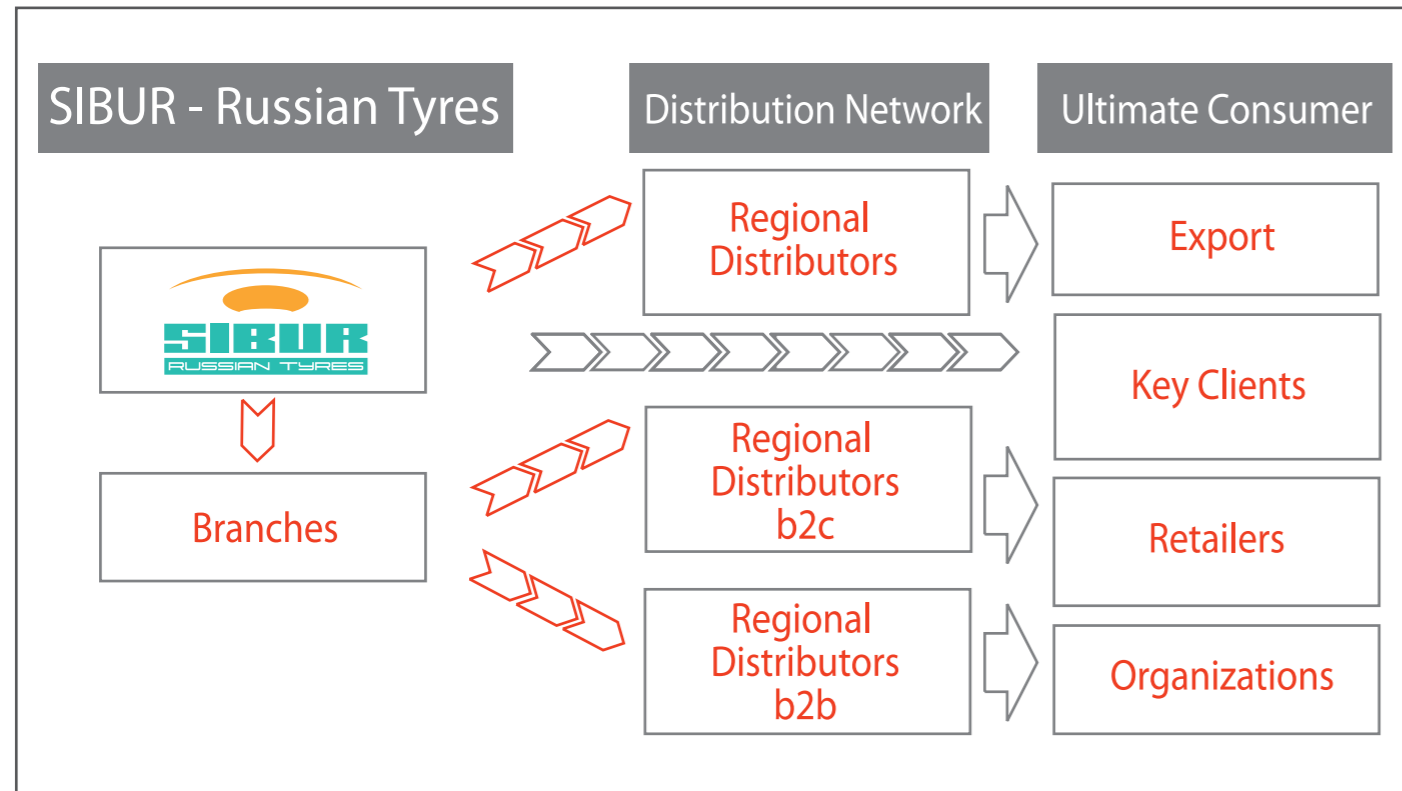 SIBUR - Russian Tyres
Distribution Network
Ultimate Consumer
SIBUR
RUSSIAN TYRES
Branches
Regional
Distributors
Regional
Distributors
b2c
Regional
Distributors
b2b
Export
Key Clients
Retailers
Organizations